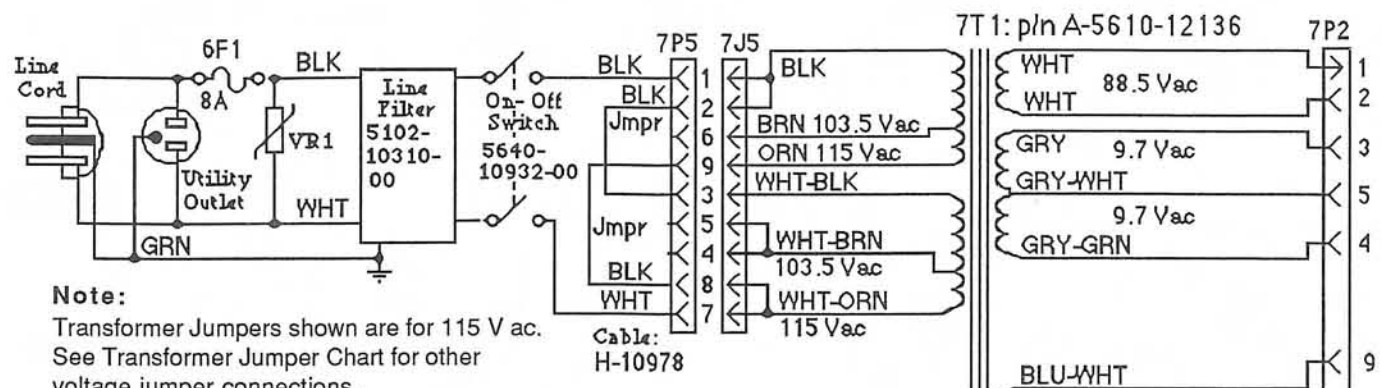 7T1: p/n A-5610-12136
7P2
7P5 7J5
6F1
BLK
Line
Cord
8A
VR1
Utility
Outlet
WHT
GRN
Line
Filter
5102-
10310-
00
On-Off
Switch
5640-
10932-00
BLK
BLK
Jmpr
Jmpr
BLK
WHT
1
2
6
9
3
5
4
8
7
Cable:
H-10978
BLK
BRN 103.5 Vac
ORN 115 Vac
WHT-BLK
WHT-BRN
103.5 Vac
WHT-ORN
115 Vac
WHT
88.5 Vac
WHT
GRY
9.7 Vac
GRY-WHT
9.7 Vac
GRY-GRN
BLU-WHT
1
2
3
5
4
9
Note:
Transformer Jumpers shown are for 115 V ac.
See Transformer Jumper Chart for other
voltage jumper connections